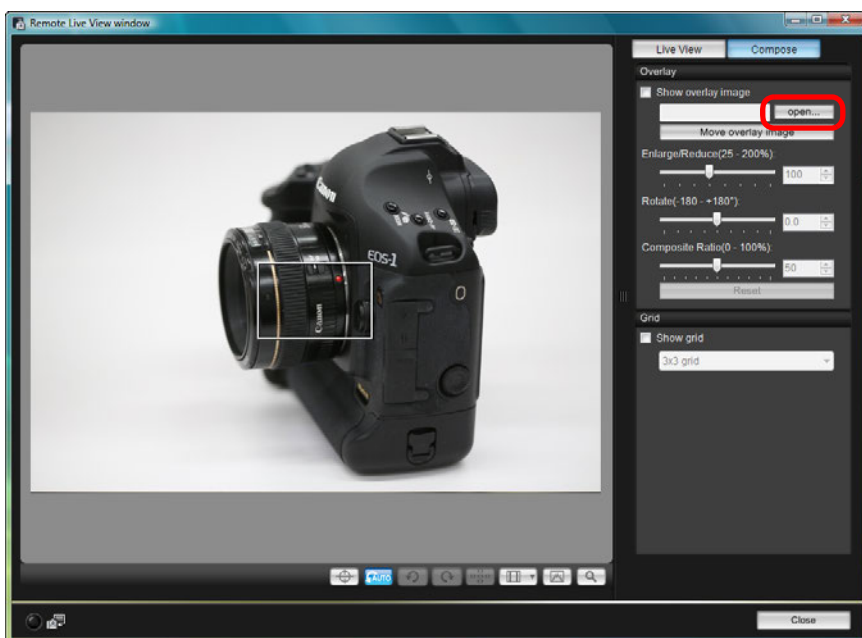 Remote Live View window
Live View
Compose
Overlay
Show overlay image
open...
Move overlay image
Enlarge/Reduce(25 - 200%):
100
Rotate(-180 - +180°):
0.0
Composite Ratio(0 - 100%):
50
Reset
Grid
Show grid
3x3 grid
Canon
EOS-1
Canon
AUTO
Close